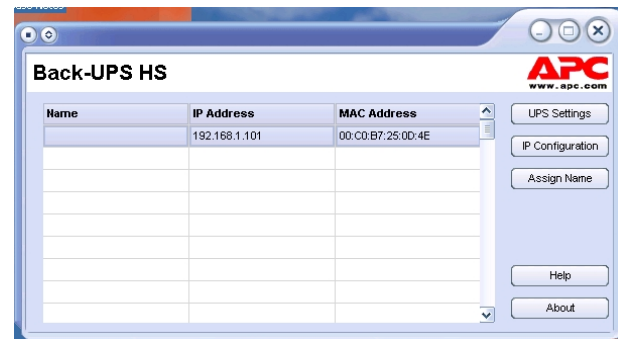 Back-UPS HS
APC
www.apc.com
Name IP Address MAC Address
192.168.1.101 00:C0:B7:25:0D:4E
UPS Settings
IP Configuration
Assign Name
Help
About